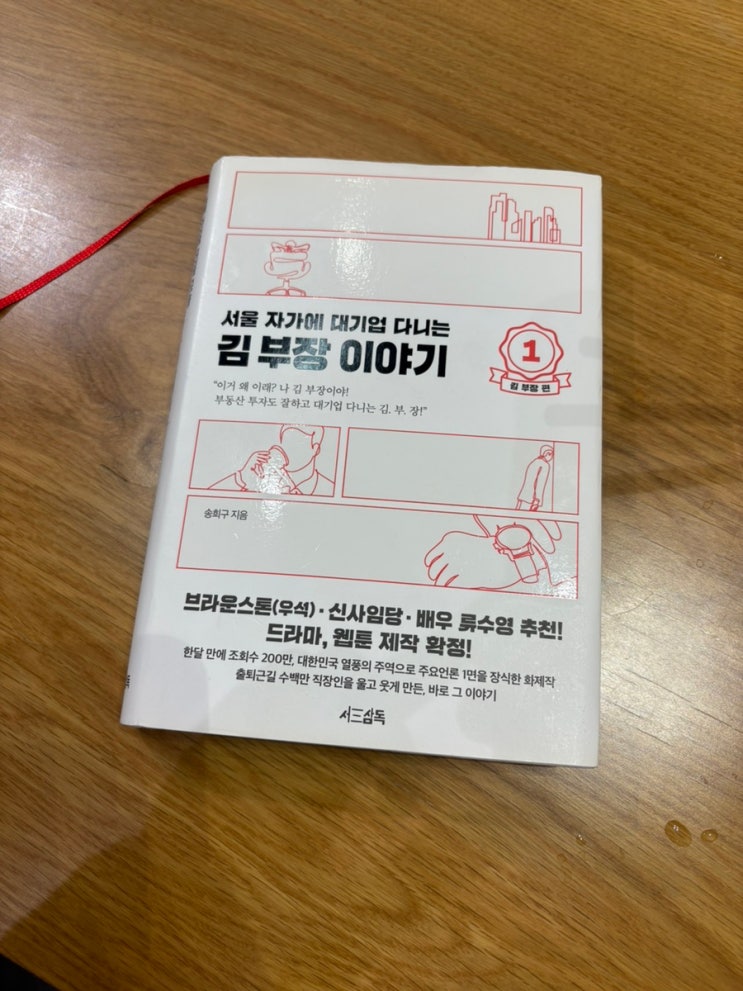 서울 자가에 대기업 다니는
김 부장 이야기
1
김 부장 편
“이거 왜 이래? 나 김 부장이야!
부동산 투자도 잘하고 대기업 다니는 김. 부. 장!”
송희구 지음
브라운스톤(우석)·신사임당·배우 류수영 추천!
드라마, 웹툰 제작 확정!
한달 만에 조회수 200만, 대한민국 열풍의 주역으로 주요언론 1면을 장식한 화제작
출퇴근길 수백만 직장인을 울고 웃게 만든, 바로 그 이야기
서삼독